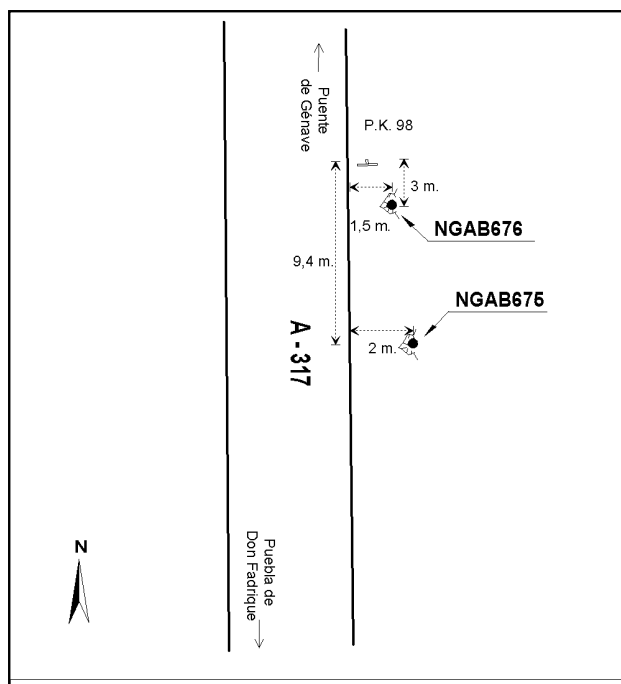 Puente
de Génave
P.K. 98
3 m.
1,5 m.
NGAB676
9,4 m.
NGAB675
2 m.
A - 317
N
Puebla de
Don Fadrique